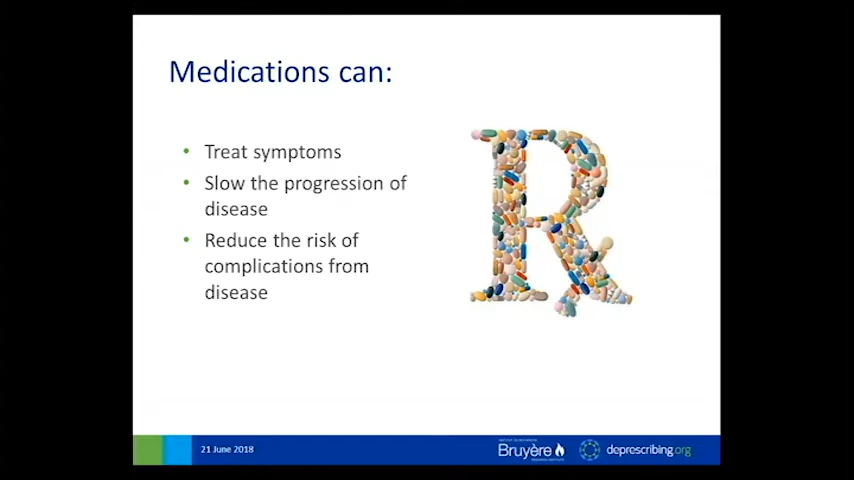 Medications can:
• Treat symptoms
• Slow the progression of
disease
• Reduce the risk of
complications from
disease
21 June 2018
Bruyère
deprescribing.org